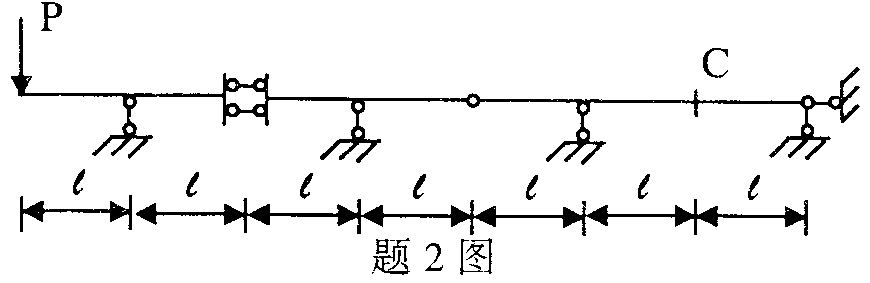 P
C
l l l l l l l
题 2 图